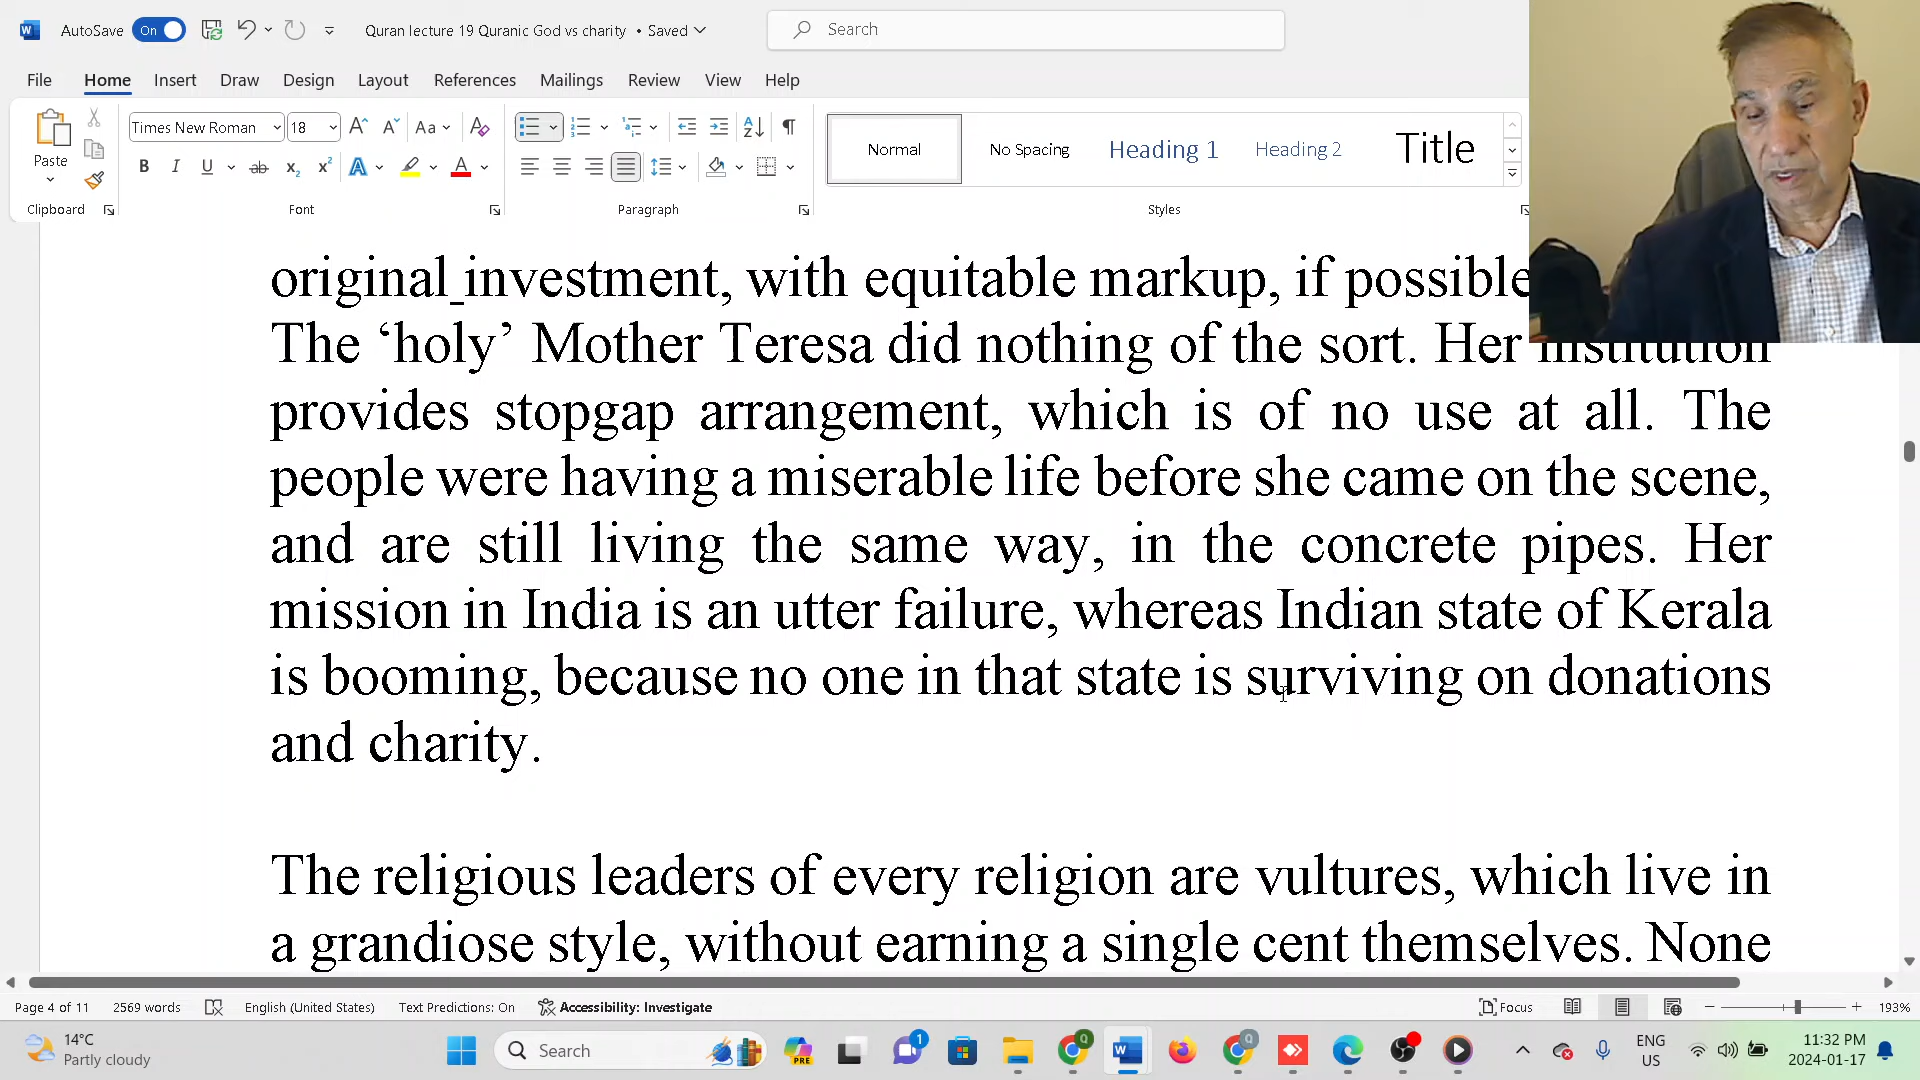 AutoSave On Quran lecture 19 Quranic God vs charity • Saved Search
File Home Insert Draw Design Layout References Mailings Review View Help
Times New Roman 18 Aa
Paste B I U ab x2 x2 A A Normal No Spacing Heading 1 Heading 2 Title
Clipboard Font Paragraph Styles
original investment, with equitable markup, if possible
The ‘holy’ Mother Teresa did nothing of the sort. Her institution
provides stopgap arrangement, which is of no use at all. The
people were having a miserable life before she came on the scene,
and are still living the same way, in the concrete pipes. Her
mission in India is an utter failure, whereas Indian state of Kerala
is booming, because no one in that state is surviving on donations
and charity.
The religious leaders of every religion are vultures, which live in
a grandiose style, without earning a single cent themselves. None
Page 4 of 11 2569 words English (United States) Text Predictions: On Accessibility: Investigate Focus 193%
14°C
Partly cloudy
Search
PRE
1
ENG
US
11:32 PM
2024-01-17